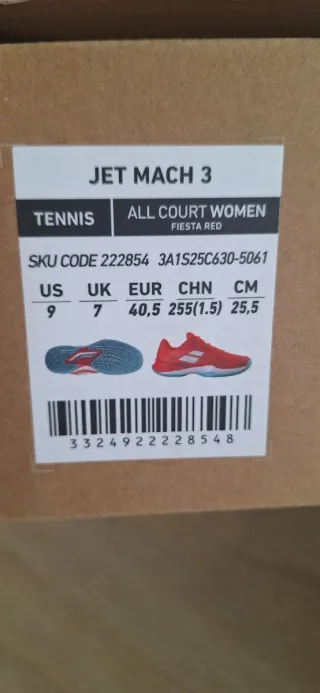 JET MACH 3
TENNIS
ALL COURT WOMEN
FIESTA RED
SKU CODE 222854 3A1S25C630-5061
US UK EUR CHN CM
9 7 40,5 255(1.5) 25,5
3324922228548